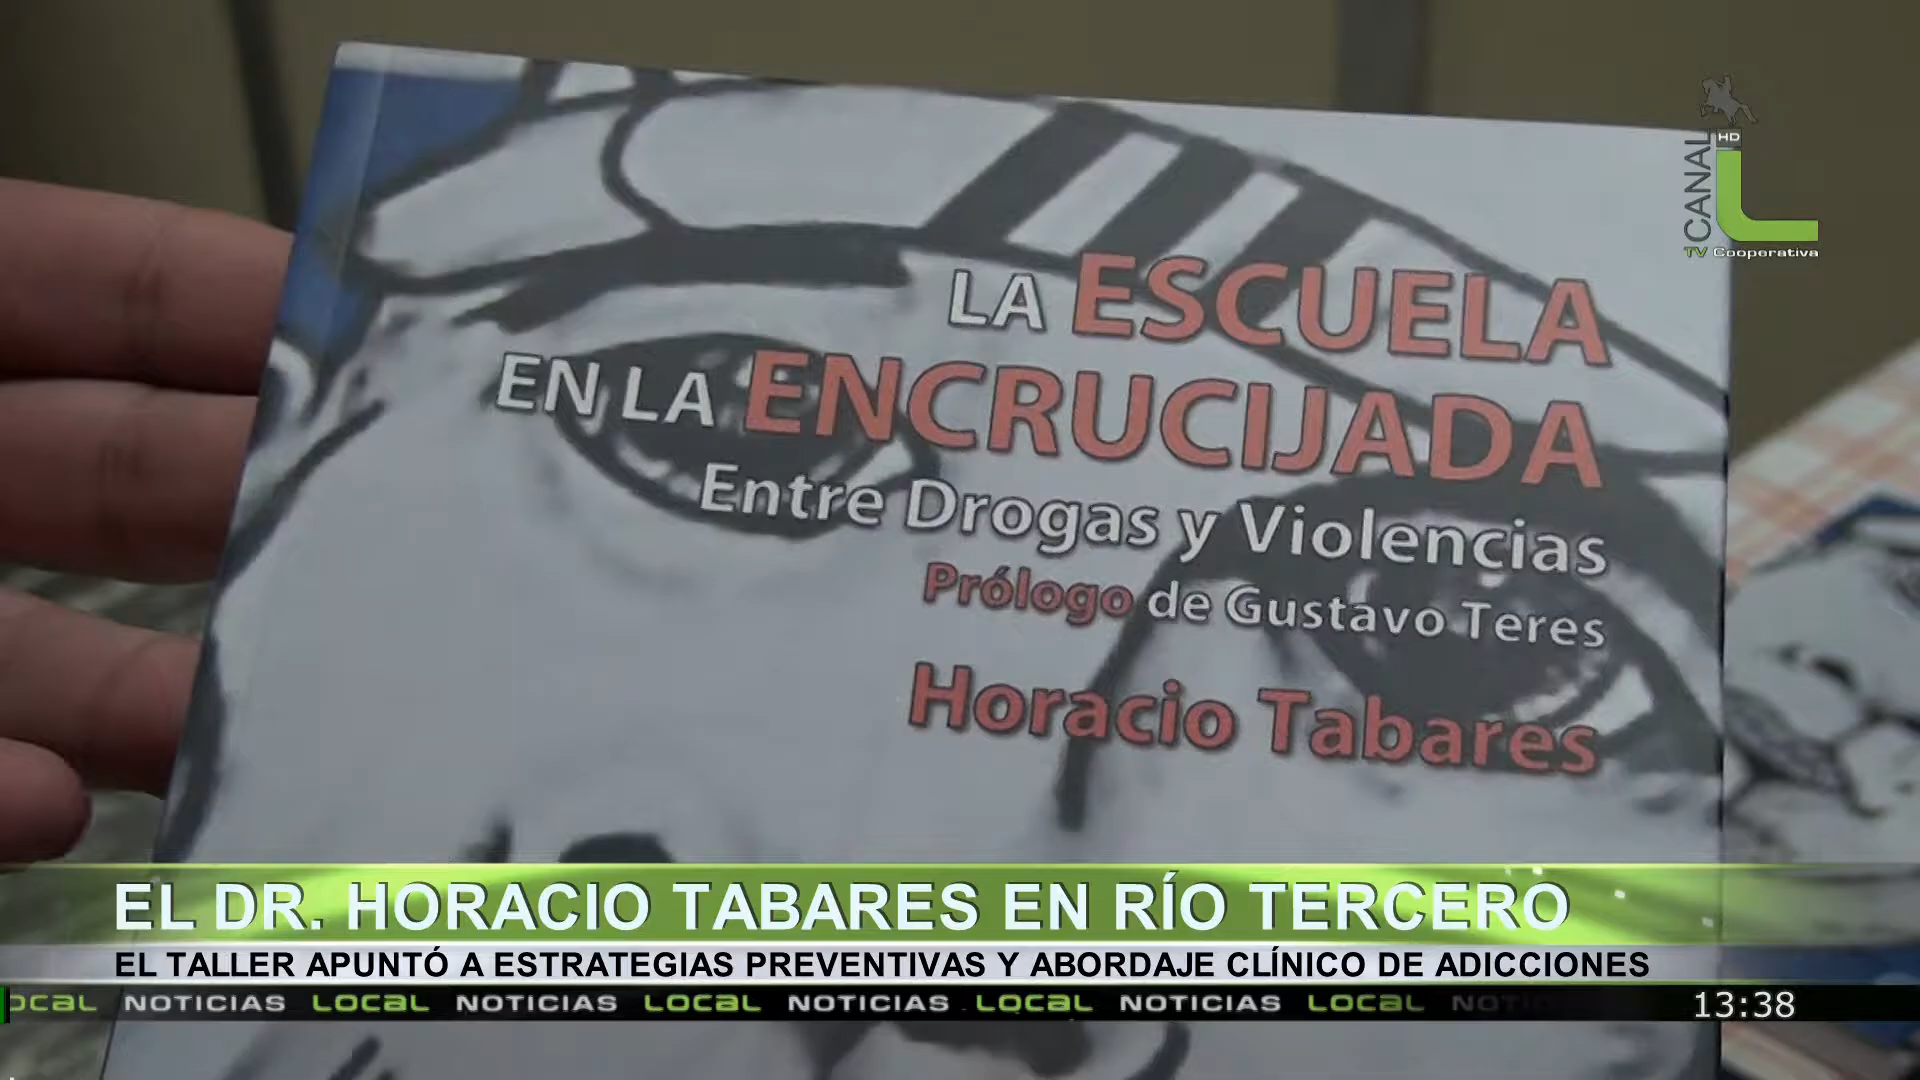 LA ESCUELA
EN LA ENCRUCIJADA
Entre Drogas y Violencias
Prólogo de Gustavo Teres
Horacio Tabares
CANAL
HD
L
TV Cooperativa
EL DR. HORACIO TABARES EN RÍO TERCERO
EL TALLER APUNTÓ A ESTRATEGIAS PREVENTIVAS Y ABORDAJE CLÍNICO DE ADICCIONES
NOTICIAS LOCAL NOTICIAS LOCAL NOTICIAS LOCAL NOTICIAS LOCAL
13:38